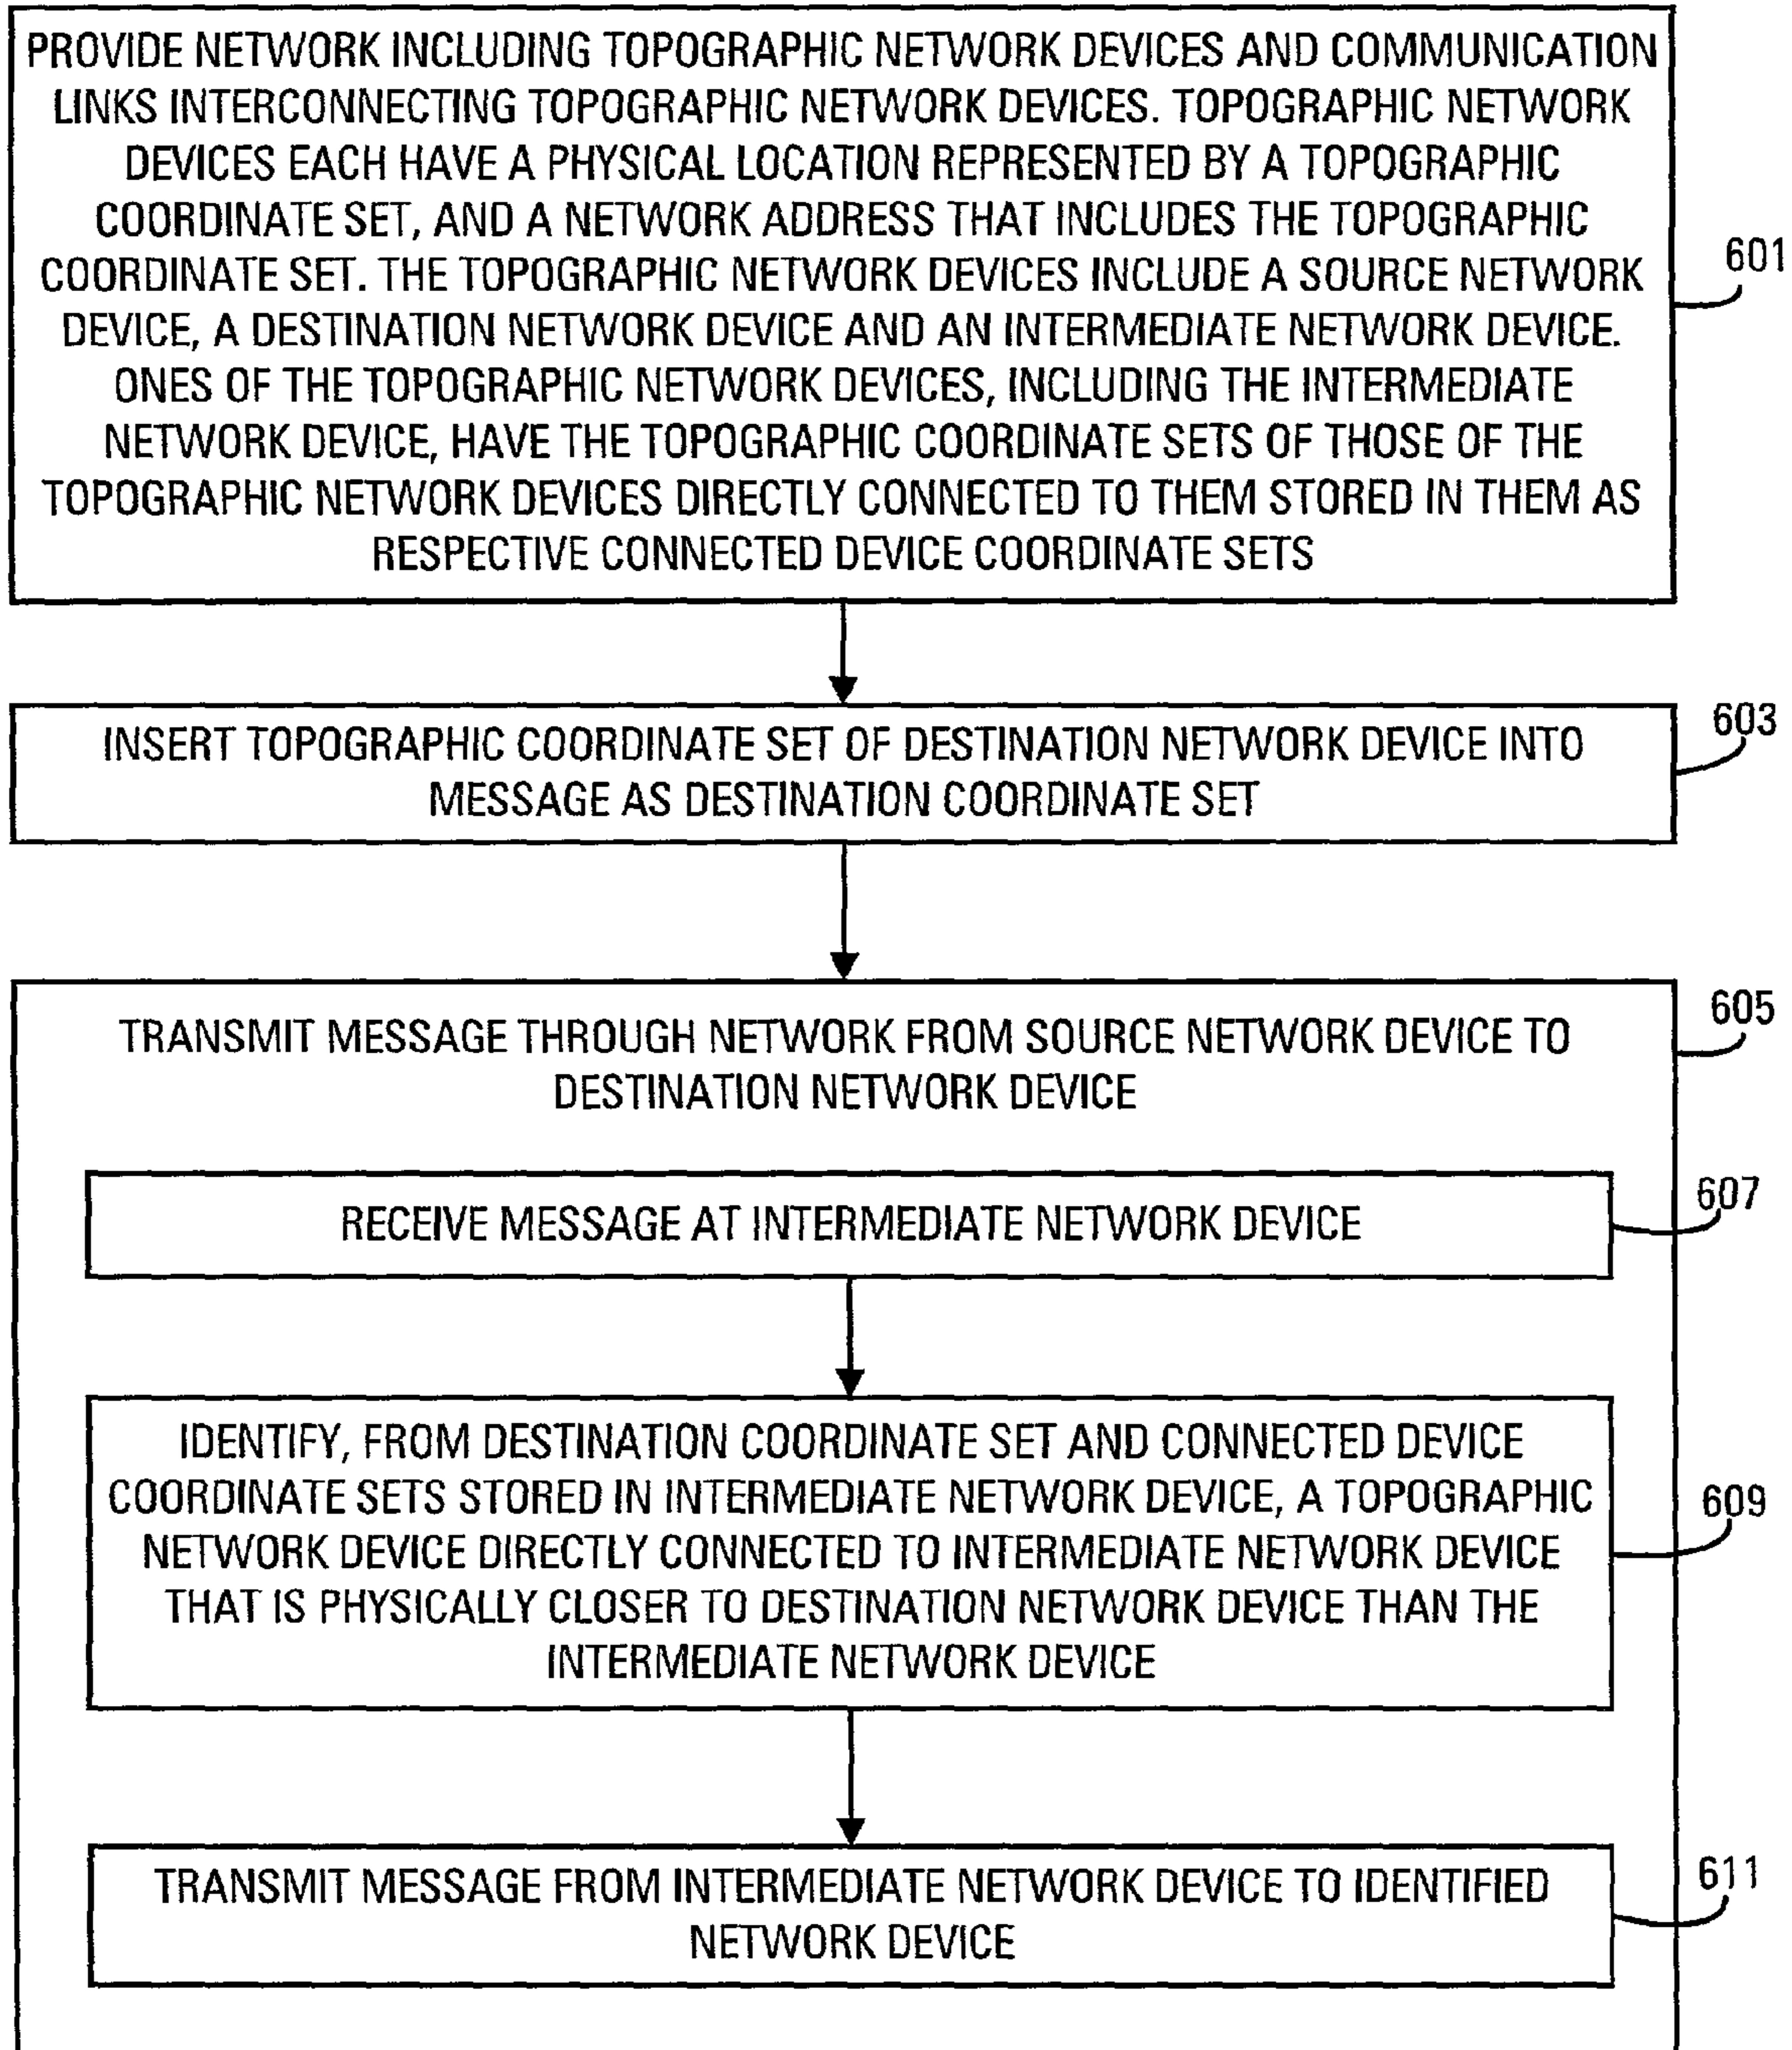 PROVIDE NETWORK INCLUDING TOPOGRAPHIC NETWORK DEVICES AND COMMUNICATION
LINKS INTERCONNECTING TOPOGRAPHIC NETWORK DEVICES. TOPOGRAPHIC NETWORK
DEVICES EACH HAVE A PHYSICAL LOCATION REPRESENTED BY A TOPOGRAPHIC
COORDINATE SET, AND A NETWORK ADDRESS THAT INCLUDES THE TOPOGRAPHIC
COORDINATE SET. THE TOPOGRAPHIC NETWORK DEVICES INCLUDE A SOURCE NETWORK
DEVICE, A DESTINATION NETWORK DEVICE AND AN INTERMEDIATE NETWORK DEVICE.
ONES OF THE TOPOGRAPHIC NETWORK DEVICES, INCLUDING THE INTERMEDIATE
NETWORK DEVICE, HAVE THE TOPOGRAPHIC COORDINATE SETS OF THOSE OF THE
TOPOGRAPHIC NETWORK DEVICES DIRECTLY CONNECTED TO THEM STORED IN THEM AS
RESPECTIVE CONNECTED DEVICE COORDINATE SETS
601
INSERT TOPOGRAPHIC COORDINATE SET OF DESTINATION NETWORK DEVICE INTO
MESSAGE AS DESTINATION COORDINATE SET
603
TRANSMIT MESSAGE THROUGH NETWORK FROM SOURCE NETWORK DEVICE TO
DESTINATION NETWORK DEVICE
605
RECEIVE MESSAGE AT INTERMEDIATE NETWORK DEVICE
607
IDENTIFY, FROM DESTINATION COORDINATE SET AND CONNECTED DEVICE
COORDINATE SETS STORED IN INTERMEDIATE NETWORK DEVICE, A TOPOGRAPHIC
NETWORK DEVICE DIRECTLY CONNECTED TO INTERMEDIATE NETWORK DEVICE
THAT IS PHYSICALLY CLOSER TO DESTINATION NETWORK DEVICE THAN THE
INTERMEDIATE NETWORK DEVICE
609
TRANSMIT MESSAGE FROM INTERMEDIATE NETWORK DEVICE TO IDENTIFIED
NETWORK DEVICE
611